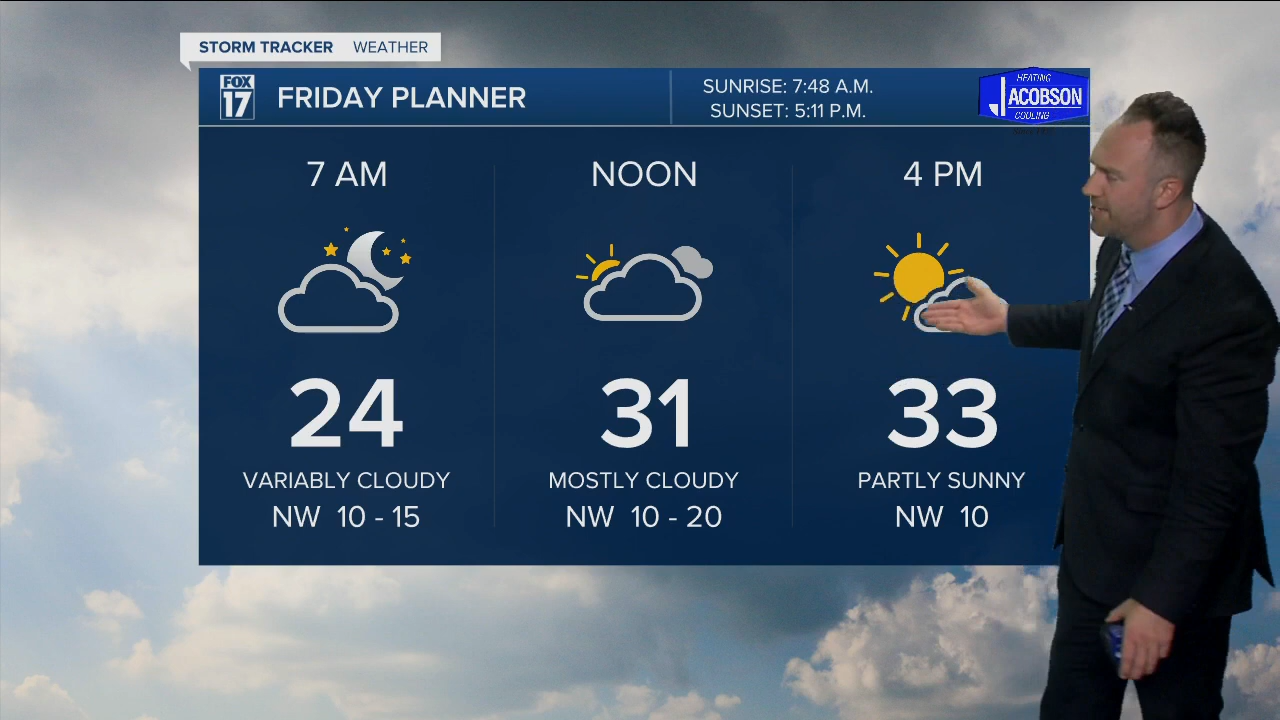 STORM TRACKER WEATHER
FOX
17
FRIDAY PLANNER
SUNRISE: 7:48 A.M.
SUNSET: 5:11 P.M.
HEATING
JACOBSON
COOLING
7 AM
NOON
4 PM
24
31
33
VARIABLY CLOUDY
MOSTLY CLOUDY
PARTLY SUNNY
NW 10 - 15
NW 10 - 20
NW 10